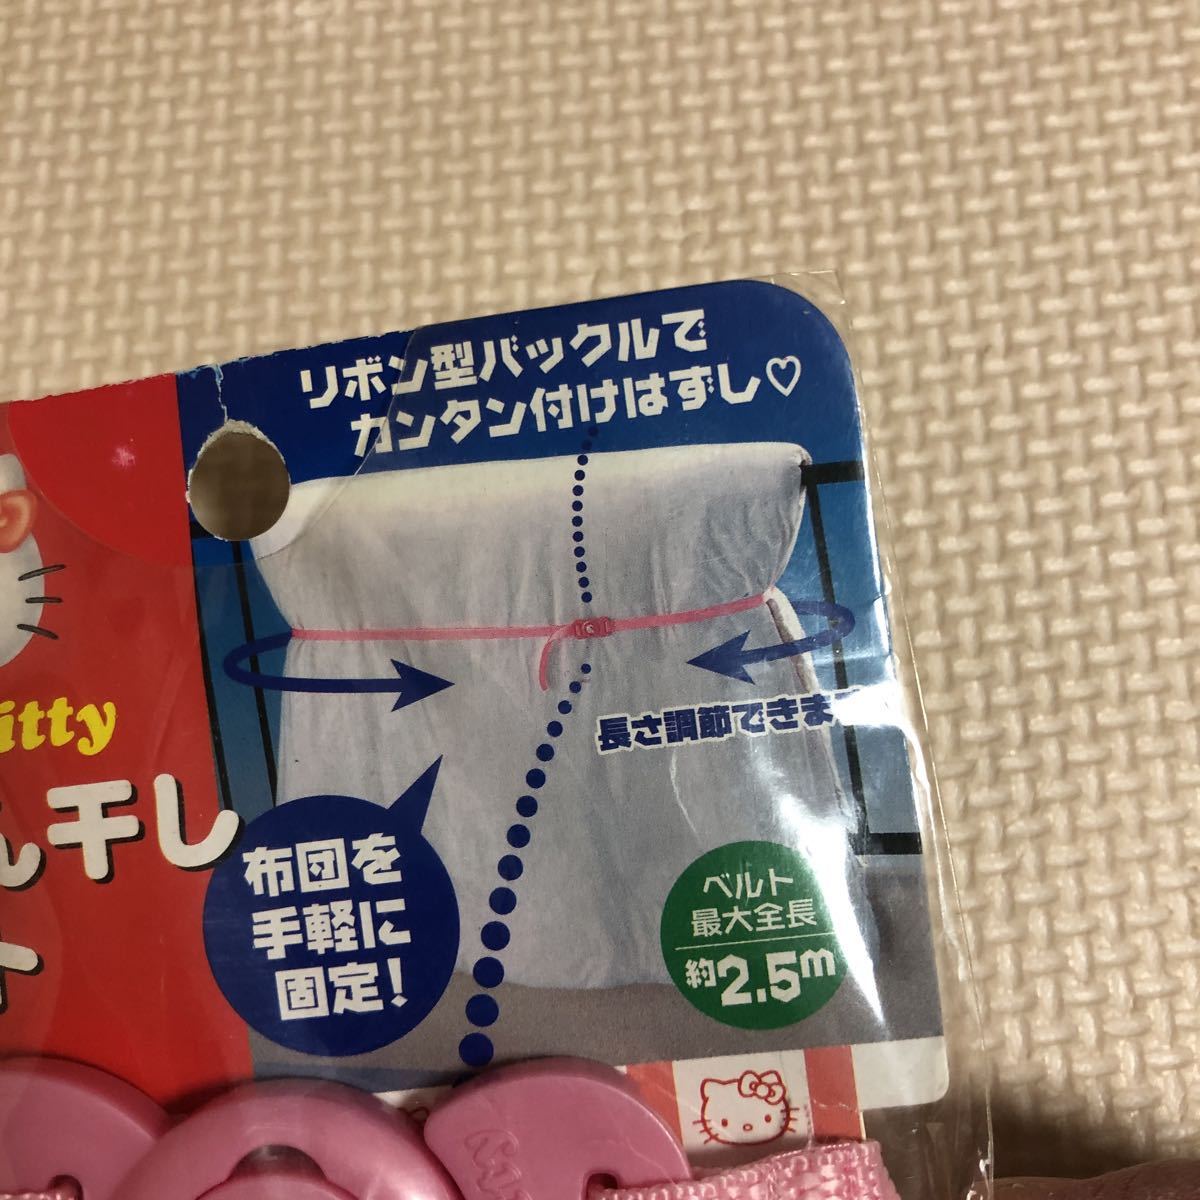 リボン型バックルで
カンタン付けはずし♡
長さ調節できま
itty
干し
布団を
手軽に
固定!
ベルト
最大全長
約2.5m